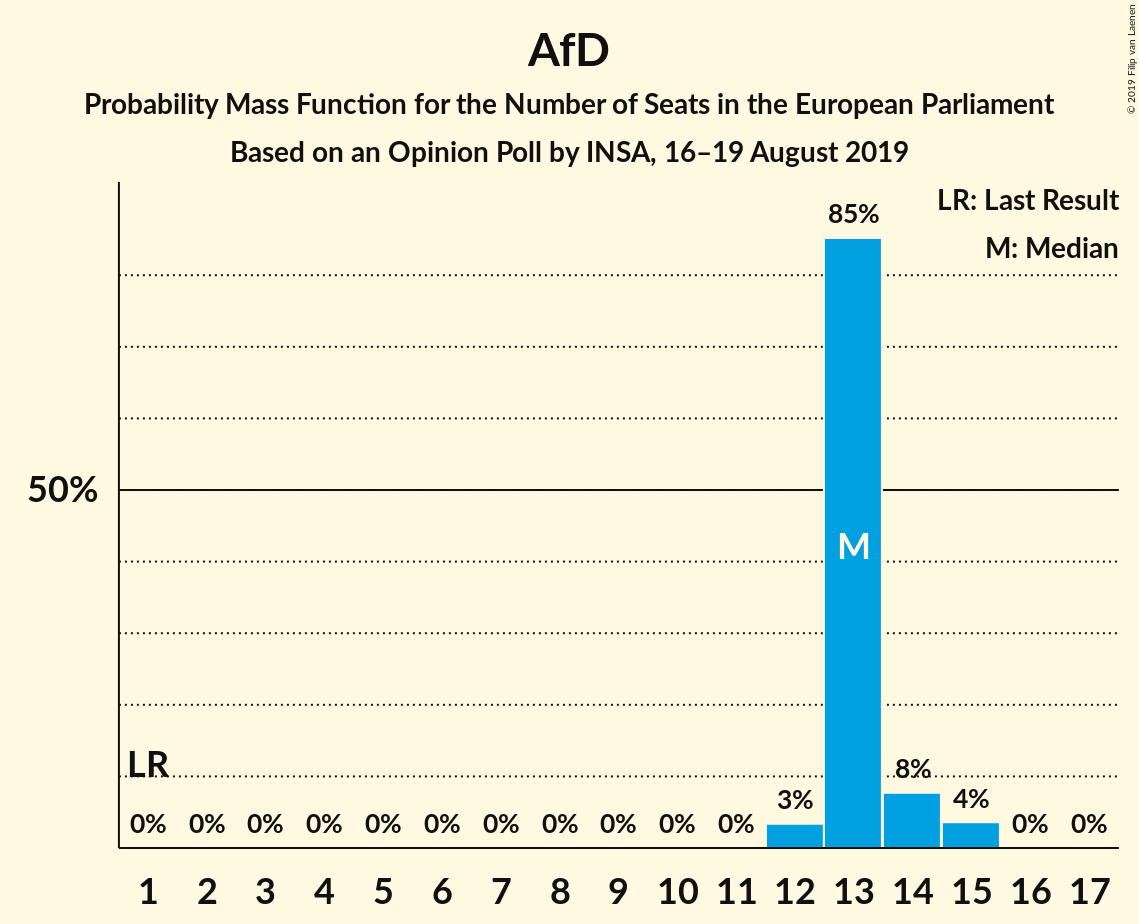 AfD
Probability Mass Function for the Number of Seats in the European Parliament
Based on an Opinion Poll by INSA, 16–19 August 2019
© 2019 Filip van Laenen
LR: Last Result
M: Median
85%
50%
M
LR
0% 0% 0% 0% 0% 0% 0% 0% 0% 0% 0% 3% 8% 4% 0% 0%
1 2 3 4 5 6 7 8 9 10 11 12 13 14 15 16 17